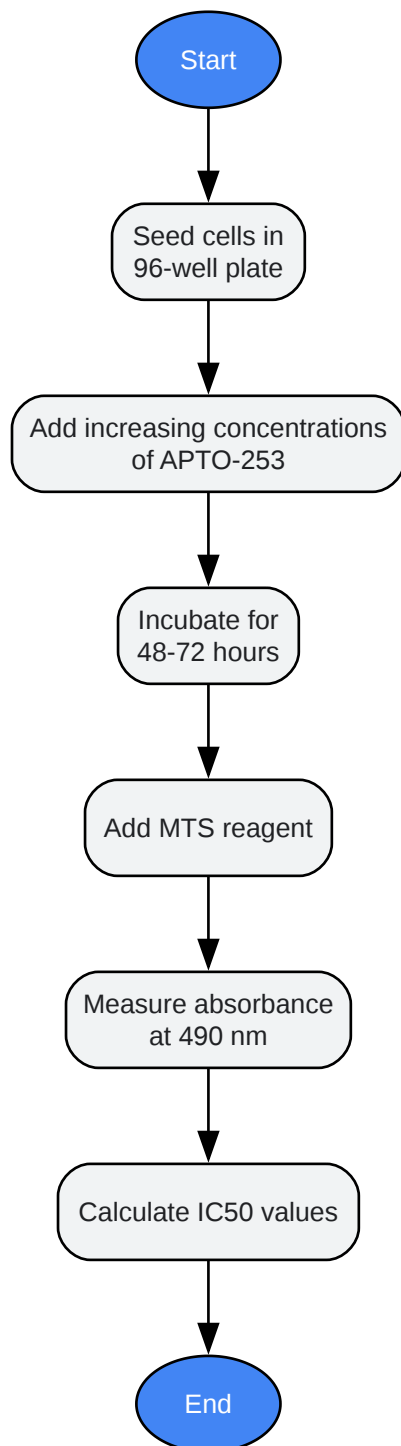 Start
Seed cells in
96-well plate
Add increasing concentrations
of APTO-253
Incubate for
48-72 hours
Add MTS reagent
Measure absorbance
at 490 nm
Calculate IC50 values
End